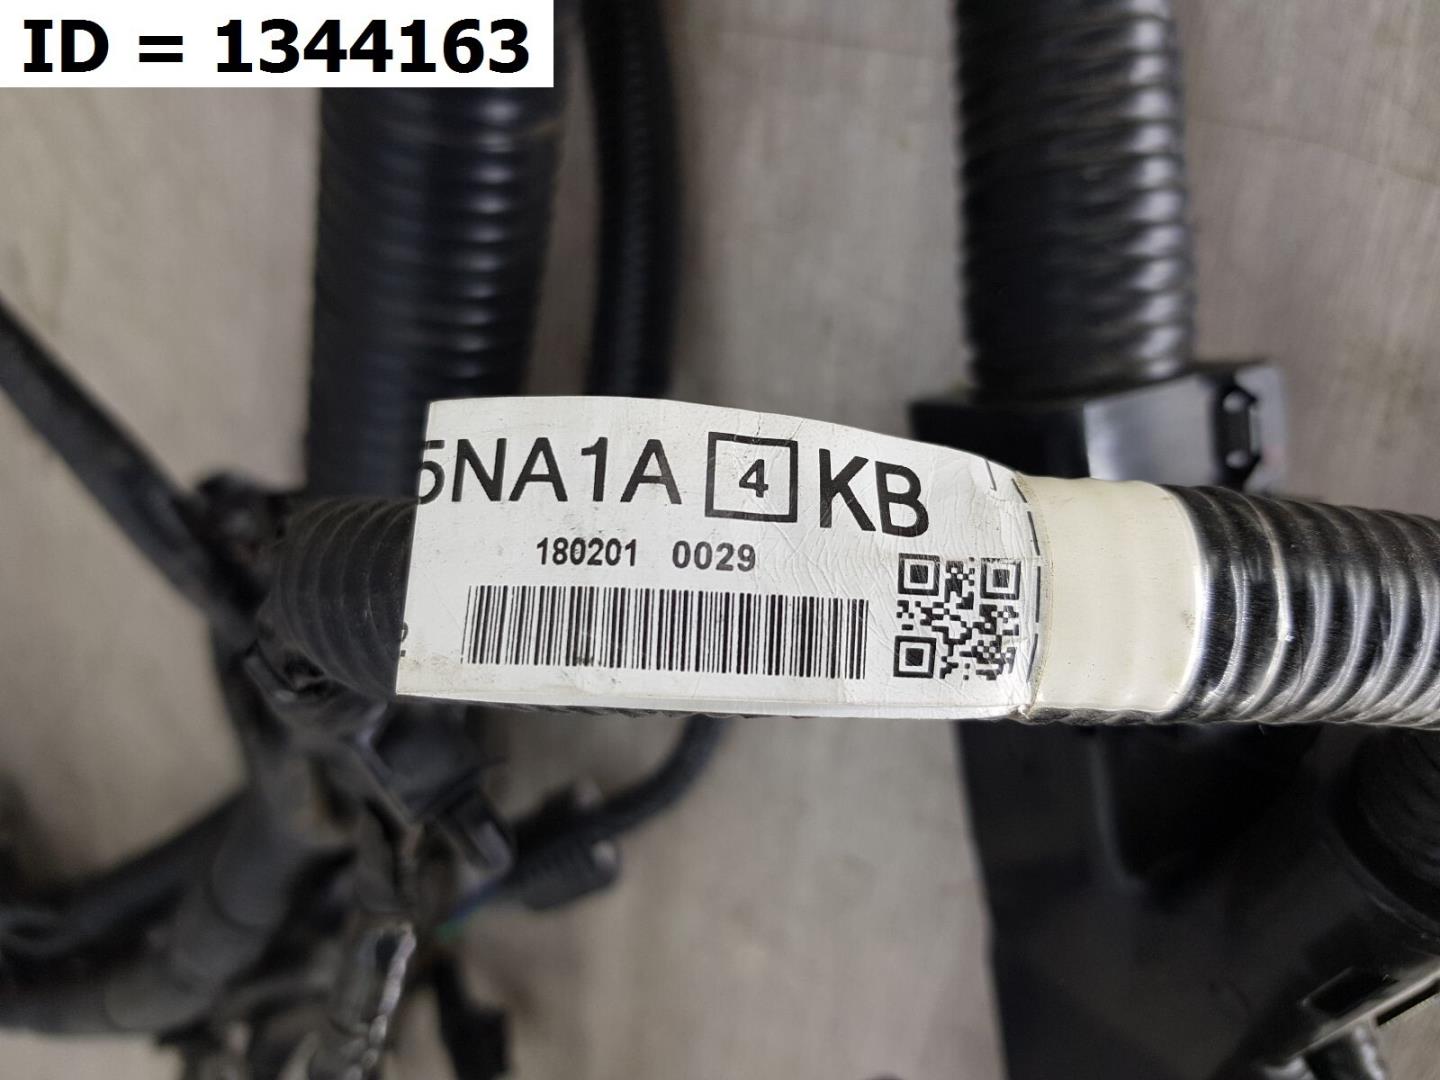 ID = 1344163
5NA1A 4 KB
180201 0029